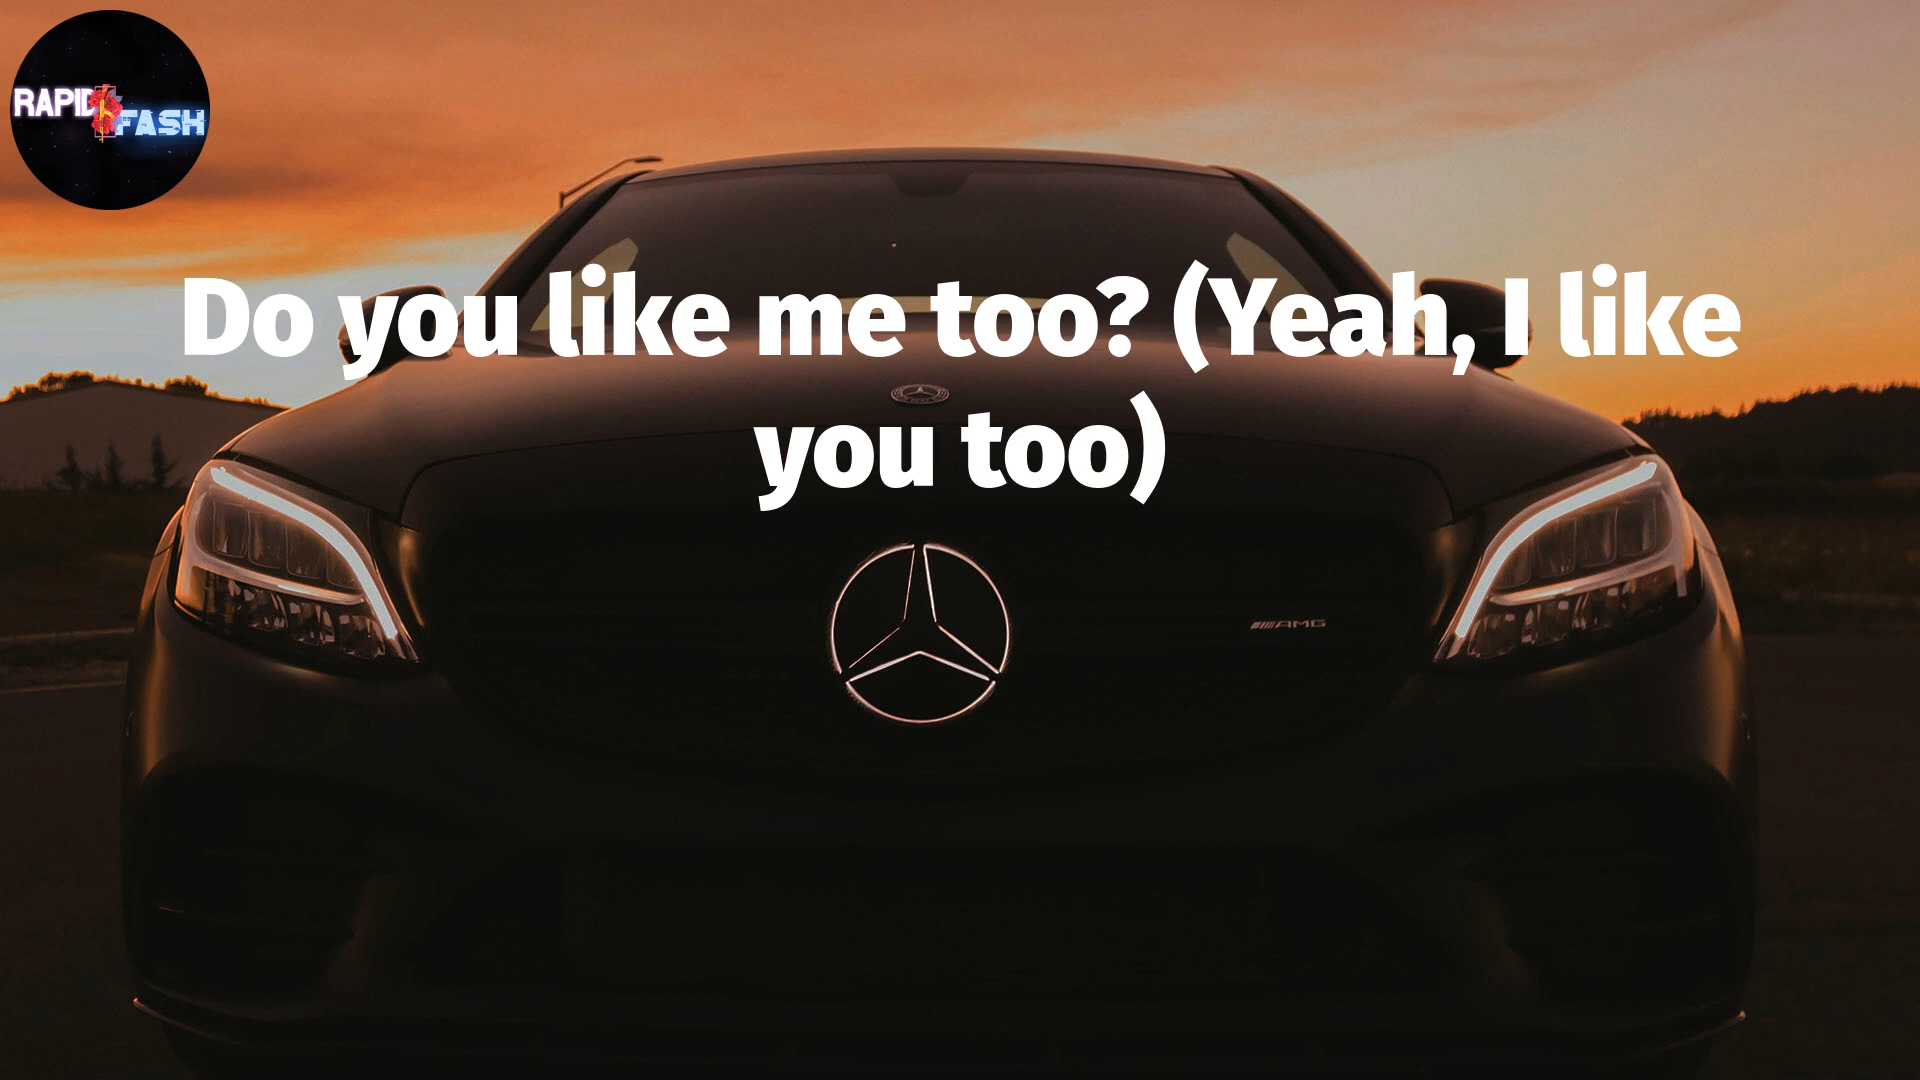 RAPID
FASH
Do you like me too? (Yeah, I like
you too)
AMG